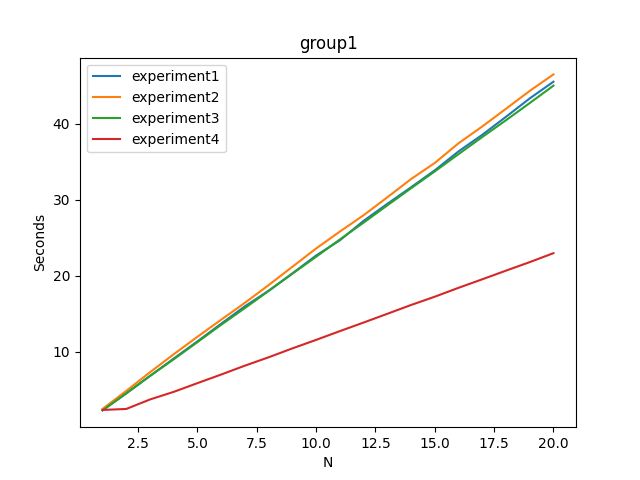 group1
experiment1
experiment2
experiment3
experiment4
Seconds
40
30
20
10
2.5 5.0 7.5 10.0 12.5 15.0 17.5 20.0
N